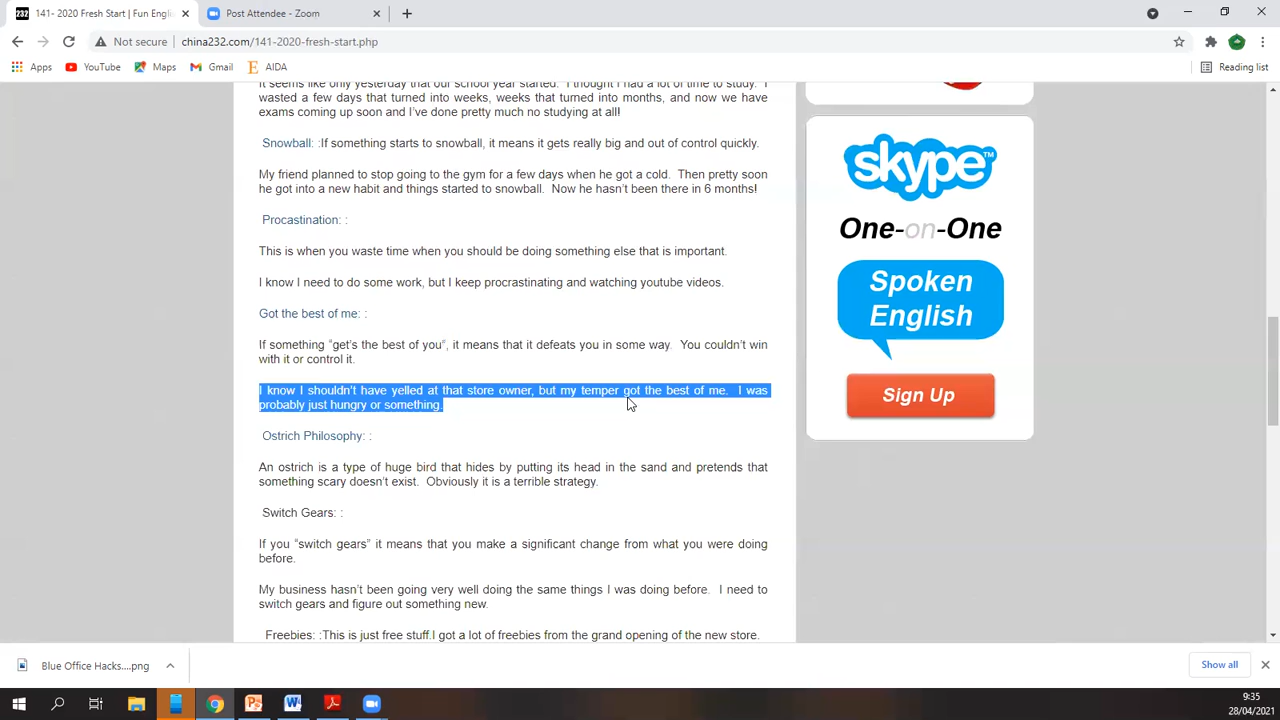 141- 2020 Fresh Start | Fun Engli
Post Attendee - Zoom
Not secure
china232.com/141-2020-fresh-start.php
Apps
YouTube
Maps
Gmail
AIDA
Reading list
It seems like only yesterday that our school year started. I thought I had a lot of time to study. I
wasted a few days that turned into weeks, weeks that turned into months, and now we have
exams coming up soon and I've done pretty much no studying at all!
Snowball: :If something starts to snowball, it means it gets really big and out of control quickly.
My friend planned to stop going to the gym for a few days when he got a cold. Then pretty soon
he got into a new habit and things started to snowball. Now he hasn't been there in 6 months!
Procastination: :
This is when you waste time when you should be doing something else that is important.
I know I need to do some work, but I keep procrastinating and watching youtube videos.
Got the best of me: :
If something "get's the best of you", it means that it defeats you in some way. You couldn't win
with it or control it.
I know I shouldn't have yelled at that store owner, but my temper got the best of me. I was
probably just hungry or something.
Ostrich Philosophy: :
An ostrich is a type of huge bird that hides by putting its head in the sand and pretends that
something scary doesn't exist. Obviously it is a terrible strategy.
Switch Gears: :
If you "switch gears" it means that you make a significant change from what you were doing
before.
My business hasn't been going very well doing the same things I was doing before. I need to
switch gears and figure out something new.
Freebies: :This is just free stuff.I got a lot of freebies from the grand opening of the new store.
skype™
One-on-One
Spoken
English
Sign Up
Blue Office Hacks....png
Show all
9:35
28/04/2021